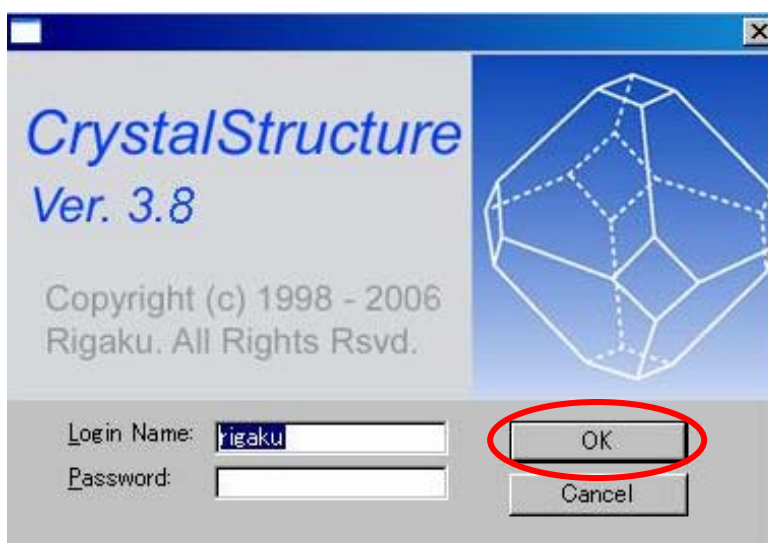 CrystalStructure
Ver. 3.8
Copyright (c) 1998 - 2006
Rigaku. All Rights Rsvd.
Login Name: rigaku
OK
Password:
Cancel